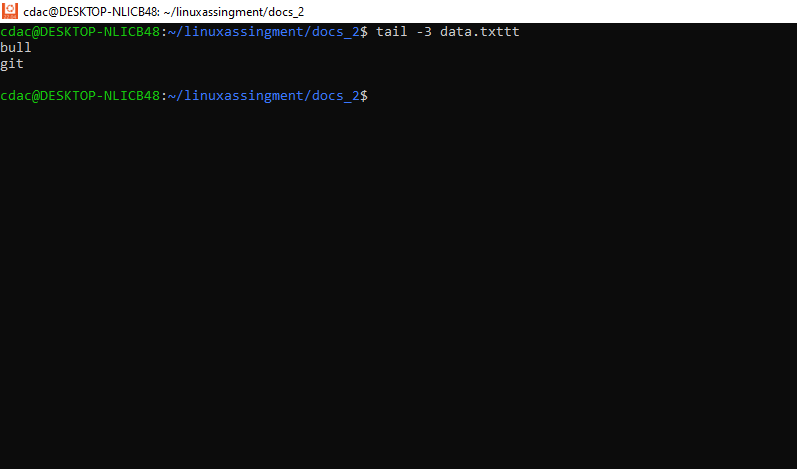 cdac@DESKTOP-NLICB48: ~/linuxassingment/docs_2
cdac@DESKTOP-NLICB48:~/linuxassingment/docs_2$ tail -3 data.txttt
bull
git
cdac@DESKTOP-NLICB48:~/linuxassingment/docs_2$